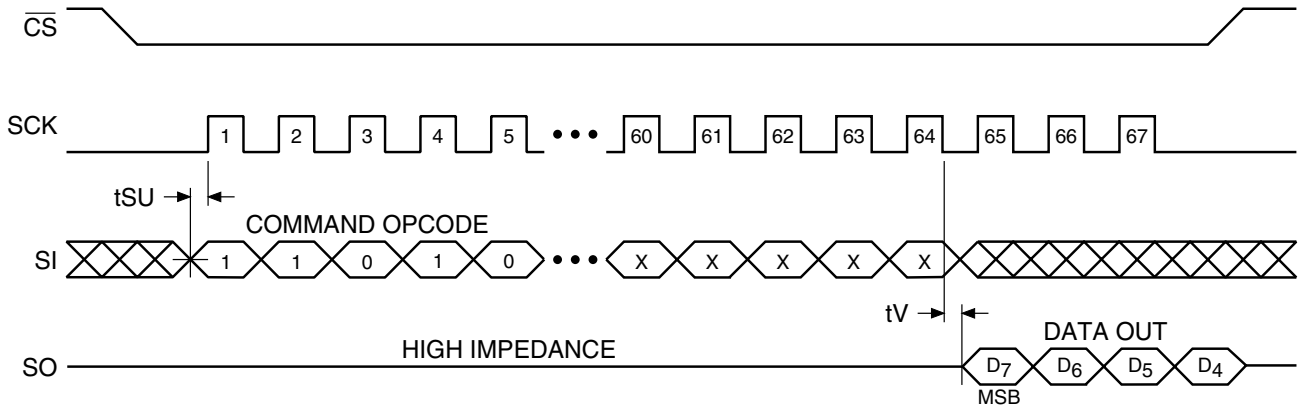 CS
SCK
1 2 3 4 5 ••• 60 61 62 63 64 65 66 67
tSU
COMMAND OPCODE
SI
1 1 0 1 0 ••• X X X X X
tV
HIGH IMPEDANCE
DATA OUT
SO
D7 D6 D5 D4
MSB